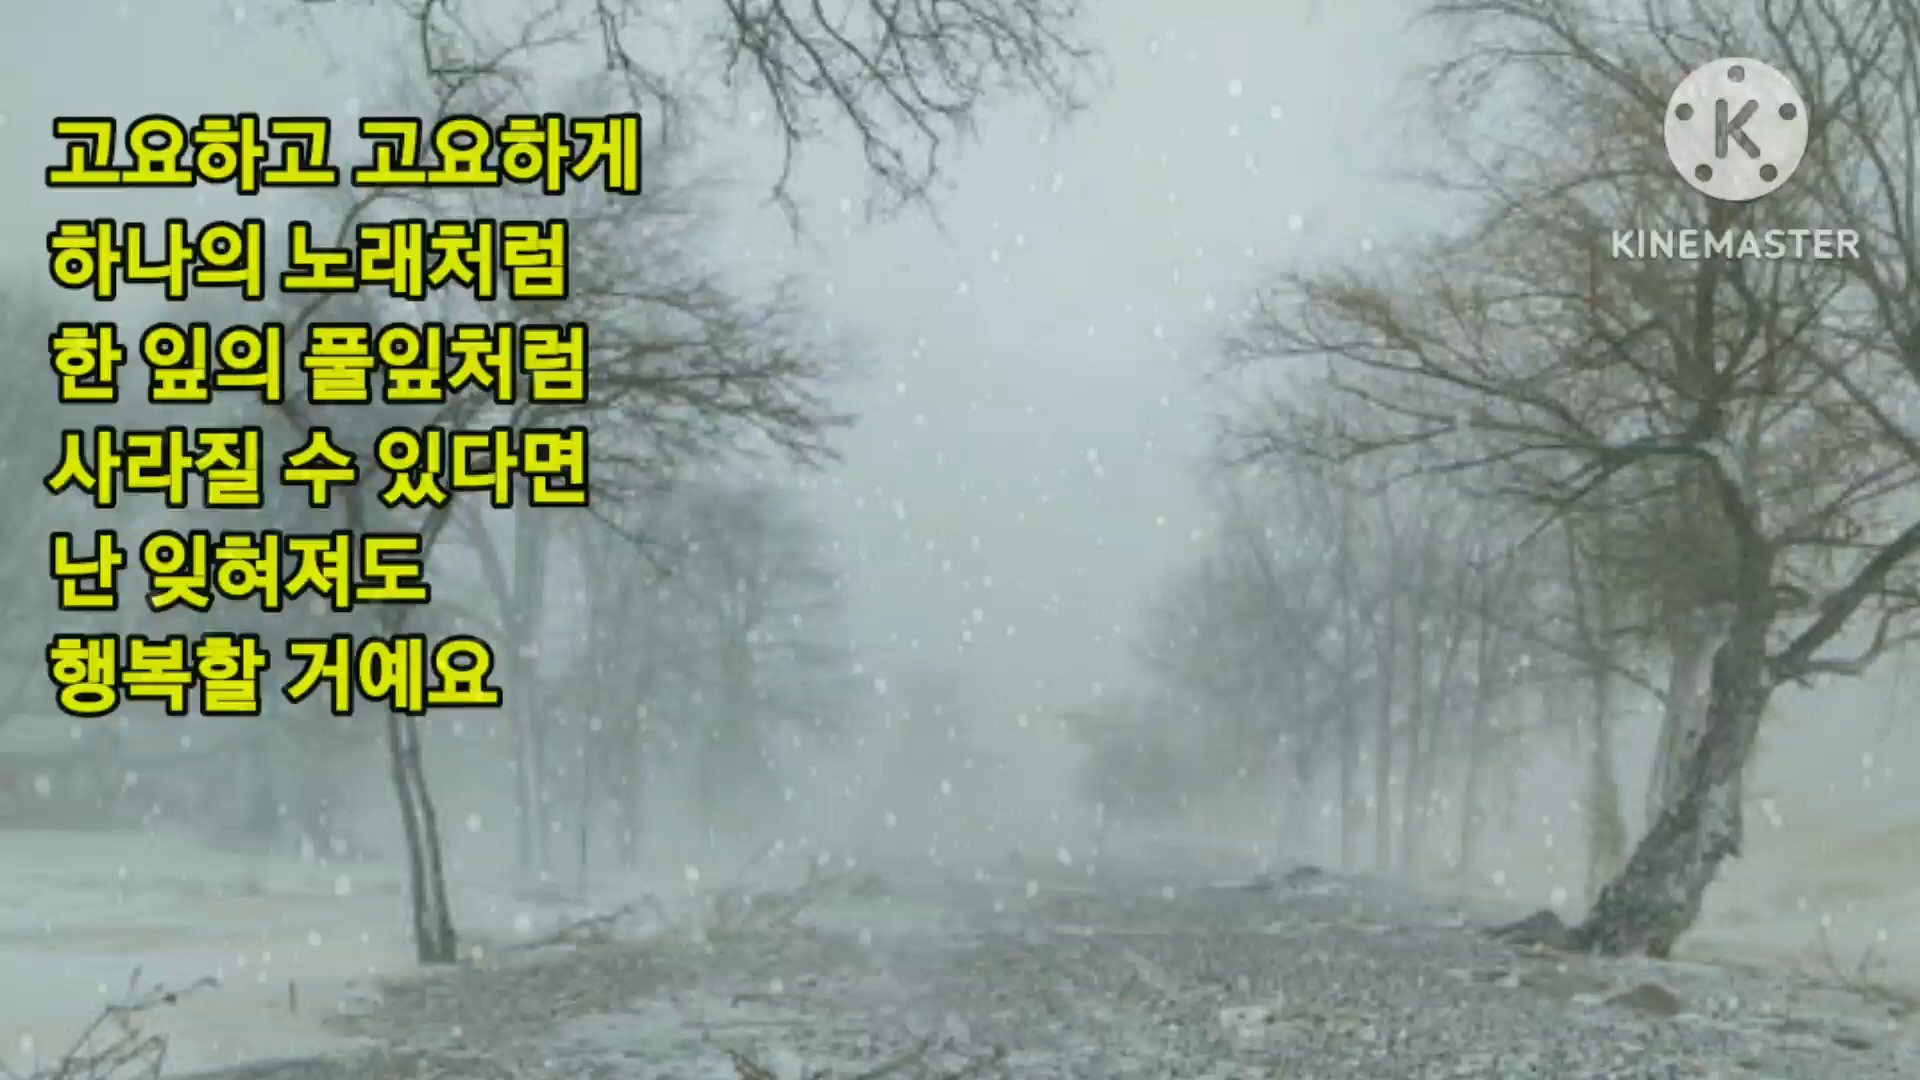 고요하고 고요하게
하나의 노래처럼
한 잎의 풀잎처럼
사라질 수 있다면
난 잊혀져도
행복할 거예요
K
KINEMASTER